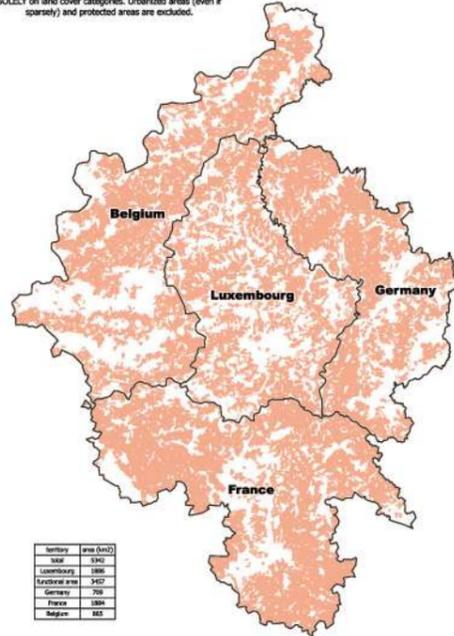 SOLELY on land cover categories. Urbanized areas (even if
sparsely) and protected areas are excluded.
Belgium
Luxembourg
Germany
France
territory area (km2)
total 5342
Luxembourg 1886
functional area 3457
Germany 709
France 1884
Belgium 863